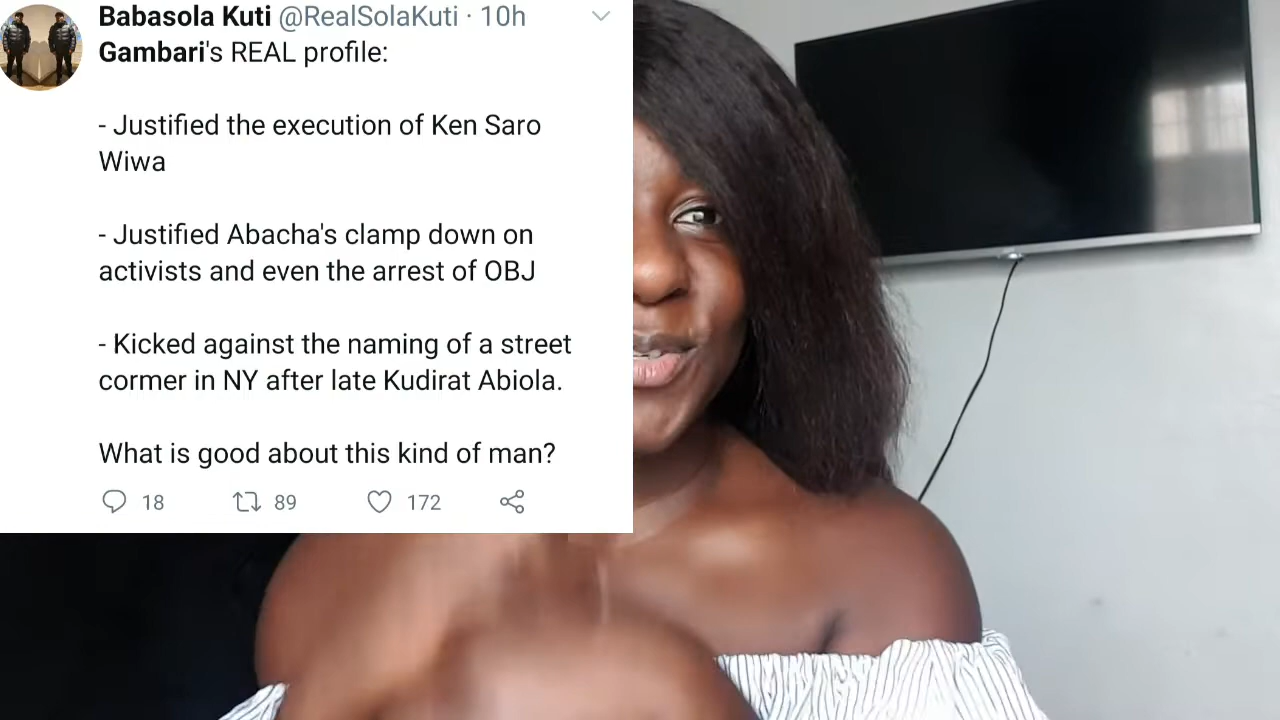 Babasola Kuti @RealSolaKuti · 10h
Gambari's REAL profile:
- Justified the execution of Ken Saro
Wiwa
- Justified Abacha's clamp down on
activists and even the arrest of OBJ
- Kicked against the naming of a street
cormer in NY after late Kudirat Abiola.
What is good about this kind of man?
18 89 172